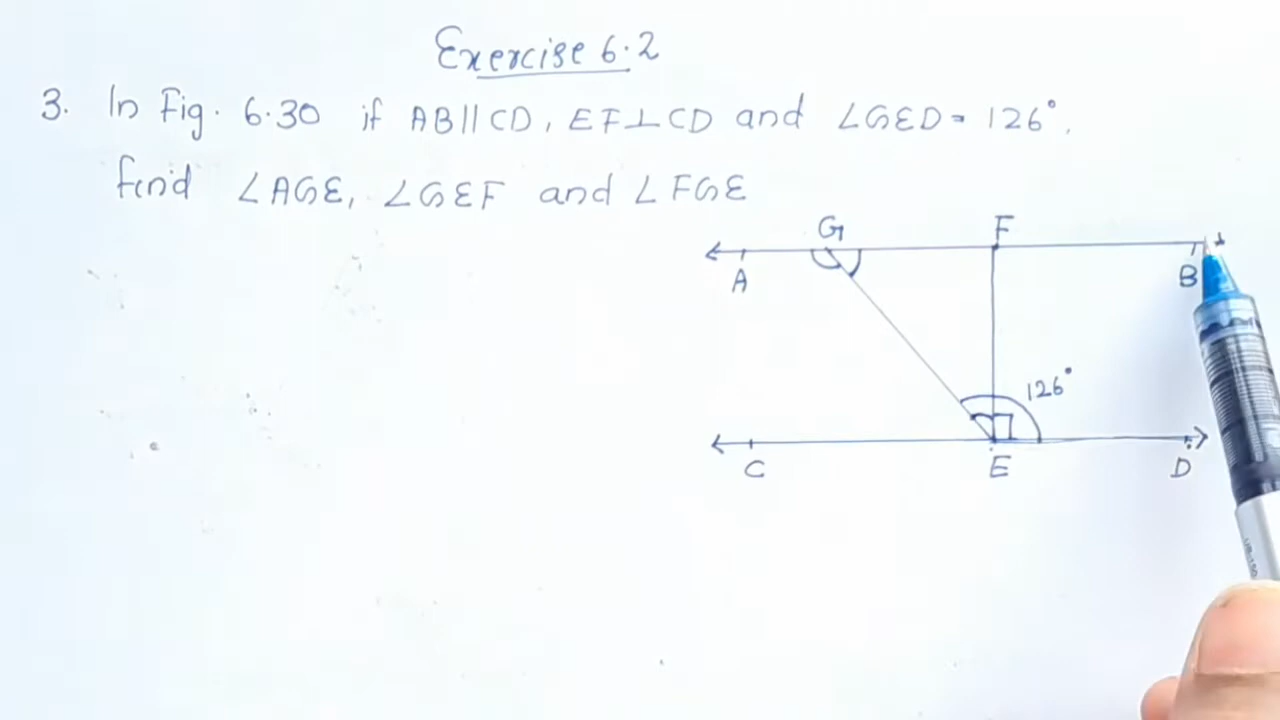 Exercise 6.2
3. In Fig. 6.30 if AB||CD, EF⊥CD and ∠GED = 126°,
find ∠AGE, ∠GEF and ∠FGE
G F
A B
126°
C E D